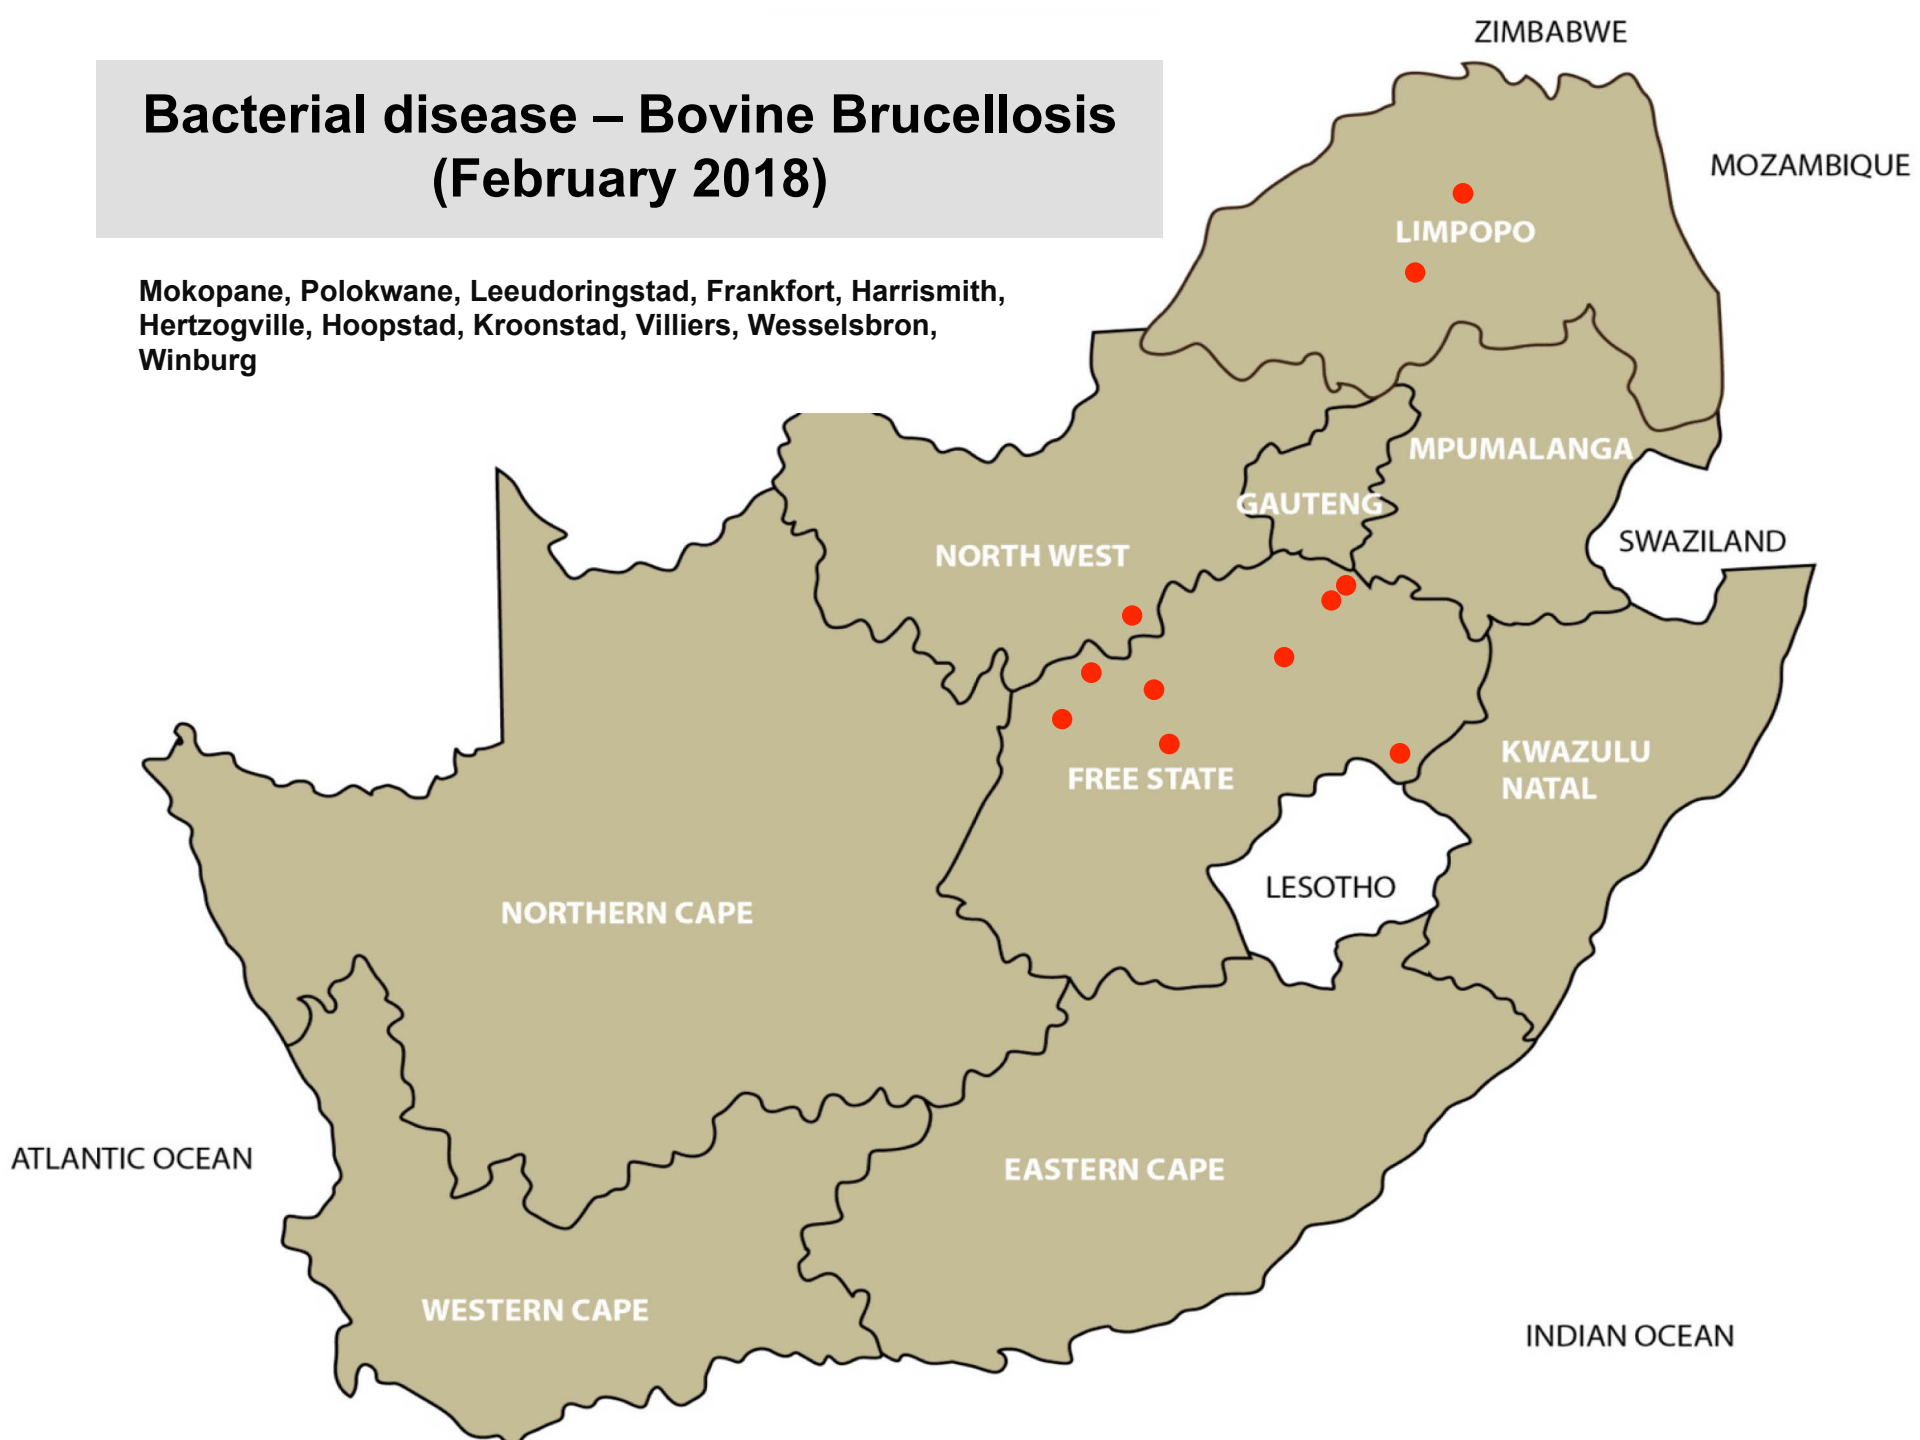 Bacterial disease – Bovine Brucellosis
(February 2018)
Mokopane, Polokwane, Leeudoringstad, Frankfort, Harrismith,
Hertzogville, Hoopstad, Kroonstad, Villiers, Wesselsbron,
Winburg
ZIMBABWE
MOZAMBIQUE
LIMPOPO
MPUMALANGA
GAUTENG
SWAZILAND
NORTH WEST
KWAZULU
NATAL
FREE STATE
LESOTHO
NORTHERN CAPE
ATLANTIC OCEAN
EASTERN CAPE
WESTERN CAPE
INDIAN OCEAN